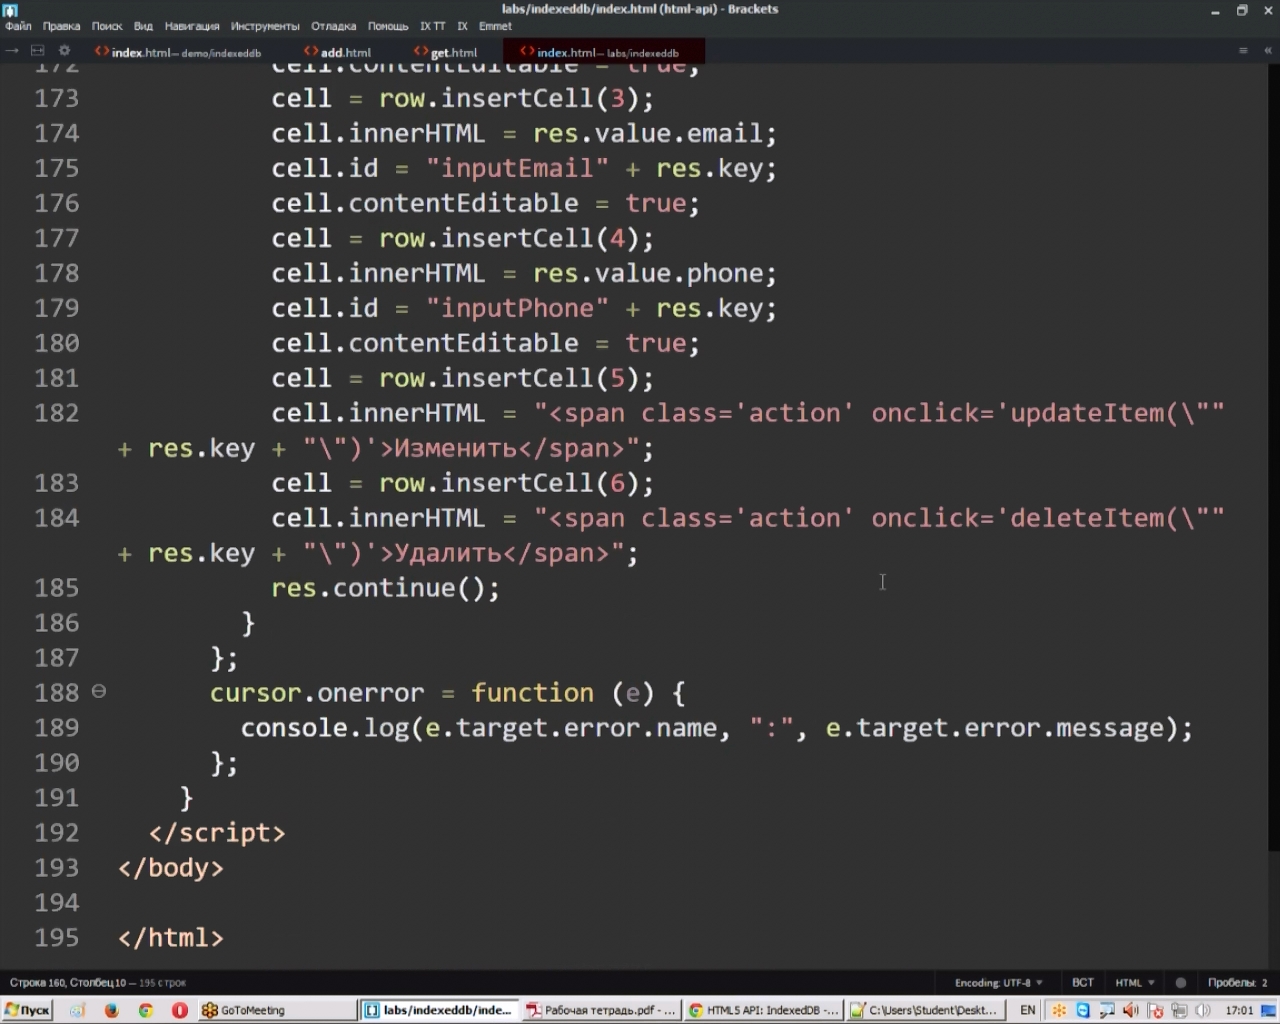 labs/indexeddb/index.html (html-api) - Brackets
Файл Правка Поиск Вид Навигация Инструменты Отладка Помощь IX TT IX Emmet
index.html — demo/indexeddb add.html get.html index.html — labs/indexeddb
172 cell.contentEditable = true;
173 cell = row.insertCell(3);
174 cell.innerHTML = res.value.email;
175 cell.id = "inputEmail" + res.key;
176 cell.contentEditable = true;
177 cell = row.insertCell(4);
178 cell.innerHTML = res.value.phone;
179 cell.id = "inputPhone" + res.key;
180 cell.contentEditable = true;
181 cell = row.insertCell(5);
182 cell.innerHTML = "<span class='action' onclick='updateItem(\""
+ res.key + "\")'>Изменить</span>";
183 cell = row.insertCell(6);
184 cell.innerHTML = "<span class='action' onclick='deleteItem(\""
+ res.key + "\")'>Удалить</span>";
185 res.continue();
186 }
187 };
188 cursor.onerror = function (e) {
189 console.log(e.target.error.name, ":", e.target.error.message);
190 };
191 }
192 </script>
193 </body>
194
195 </html>
Строка 160, Столбец 10 — 195 строк Encoding: UTF-8 ВСТ HTML Пробелы: 2
Пуск GoToMeeting labs/indexeddb/inde... Рабочая тетрадь.pdf - ... HTML5 API: IndexedDB -... C:\Users\Student\Deskt... EN 17:01